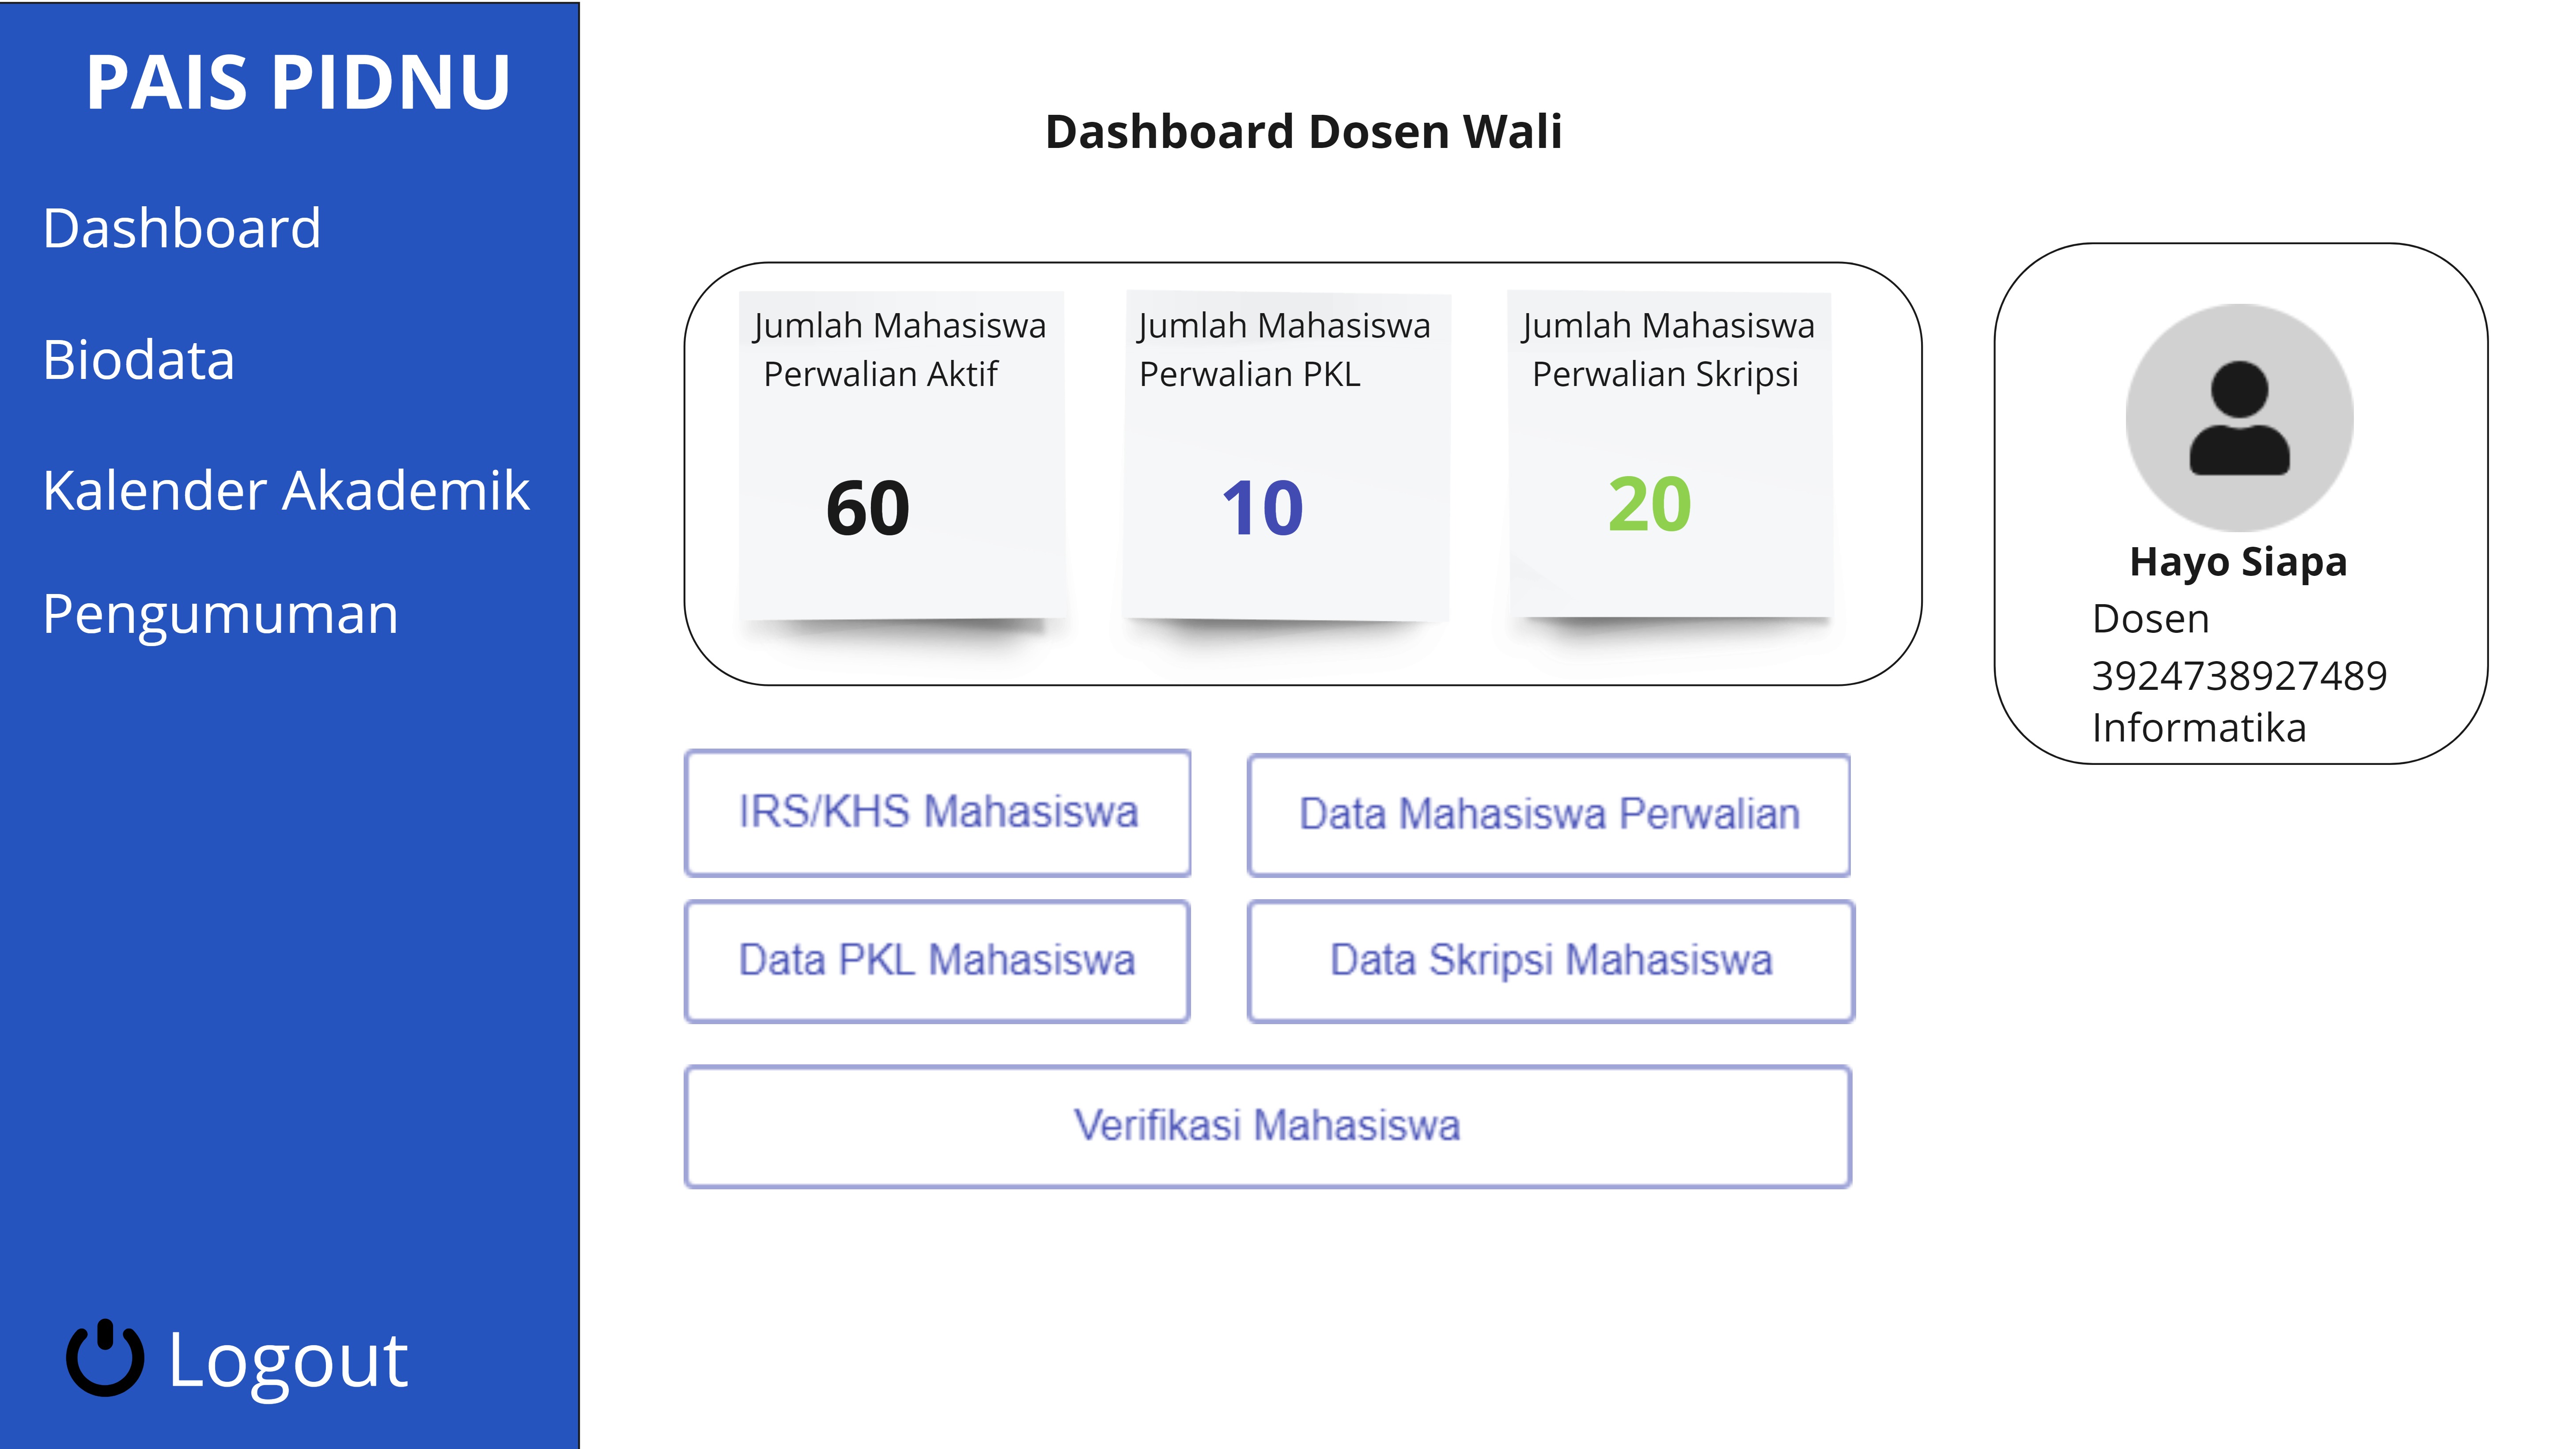 PAIS PIDNU
Dashboard
Biodata
Kalender Akademik
Pengumuman
Logout
Dashboard Dosen Wali
Jumlah Mahasiswa
Perwalian Aktif
60
Jumlah Mahasiswa
Perwalian PKL
10
Jumlah Mahasiswa
Perwalian Skripsi
20
Hayo Siapa
Dosen
3924738927489
Informatika
IRS/KHS Mahasiswa
Data Mahasiswa Perwalian
Data PKL Mahasiswa
Data Skripsi Mahasiswa
Verifikasi Mahasiswa